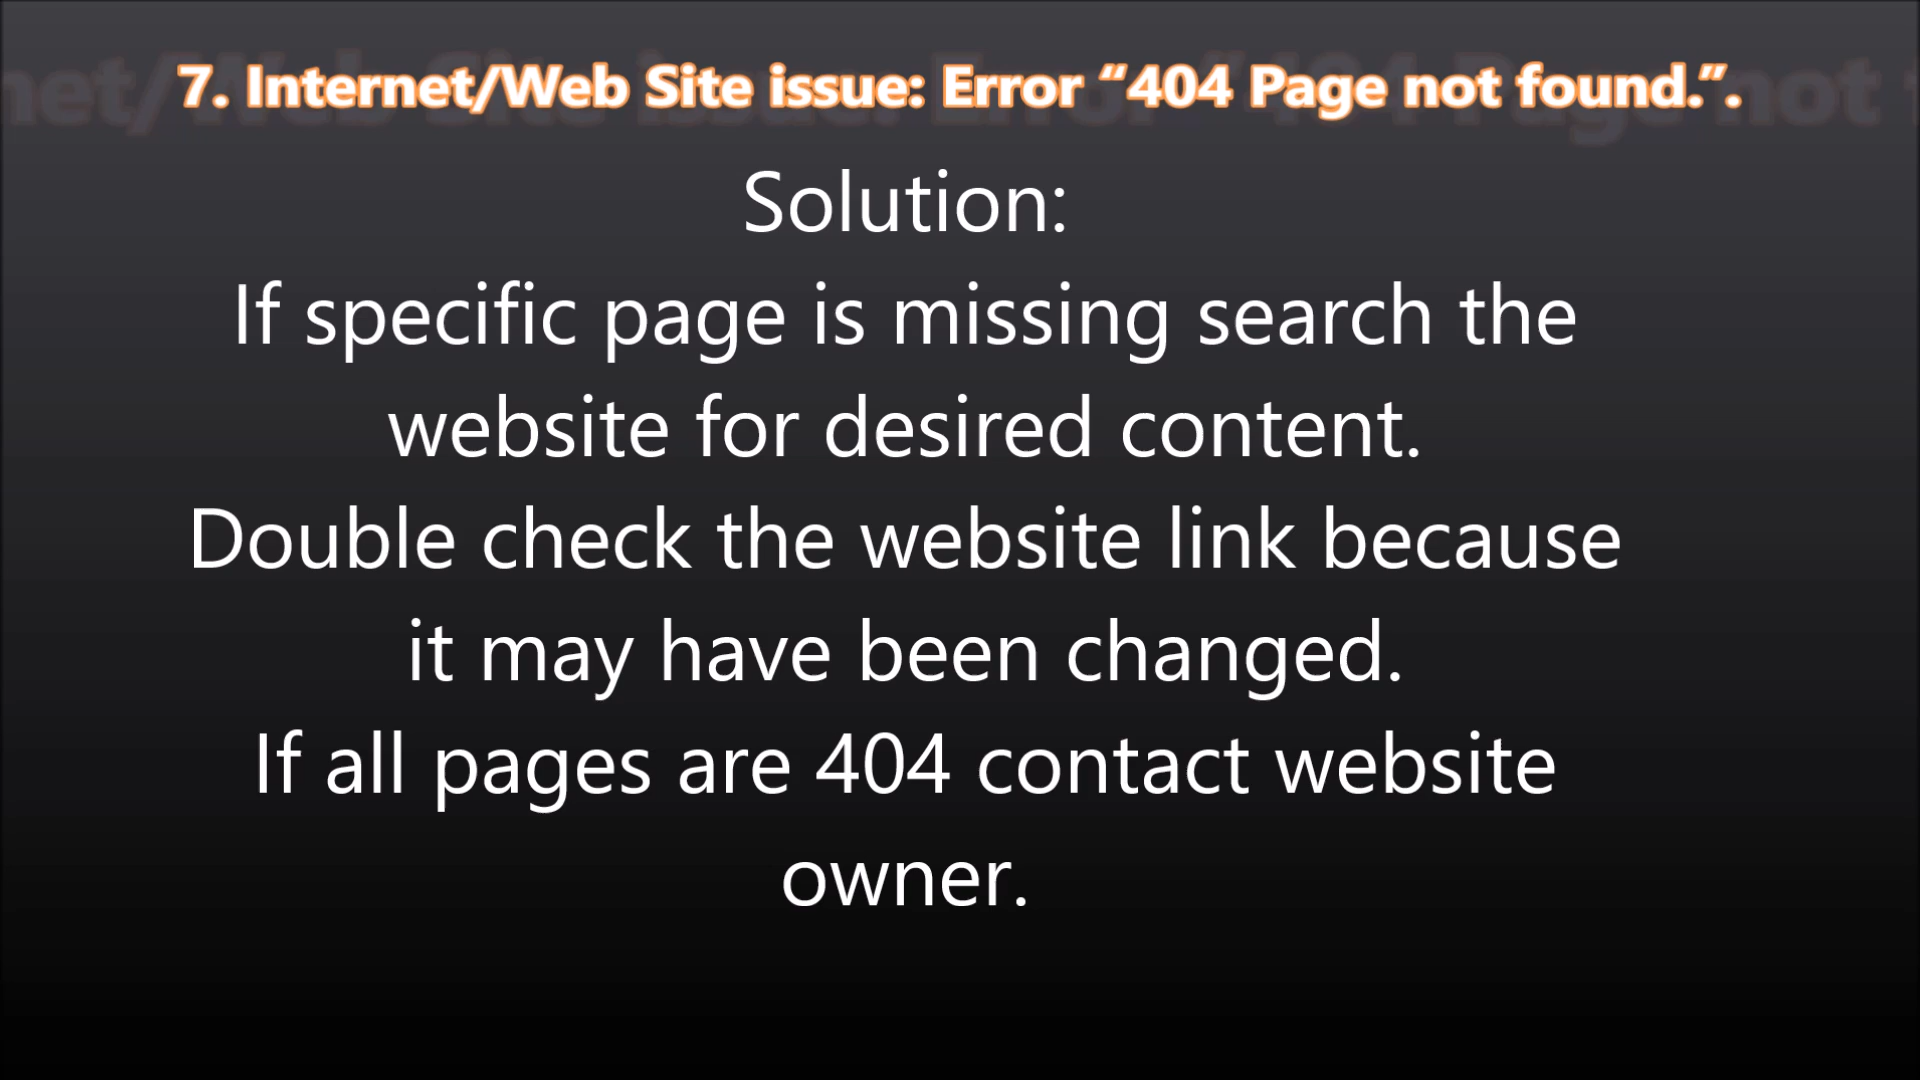 7. Internet/Web Site issue: Error “404 Page not found.”.
Solution:
If specific page is missing search the
website for desired content.
Double check the website link because
it may have been changed.
If all pages are 404 contact website
owner.